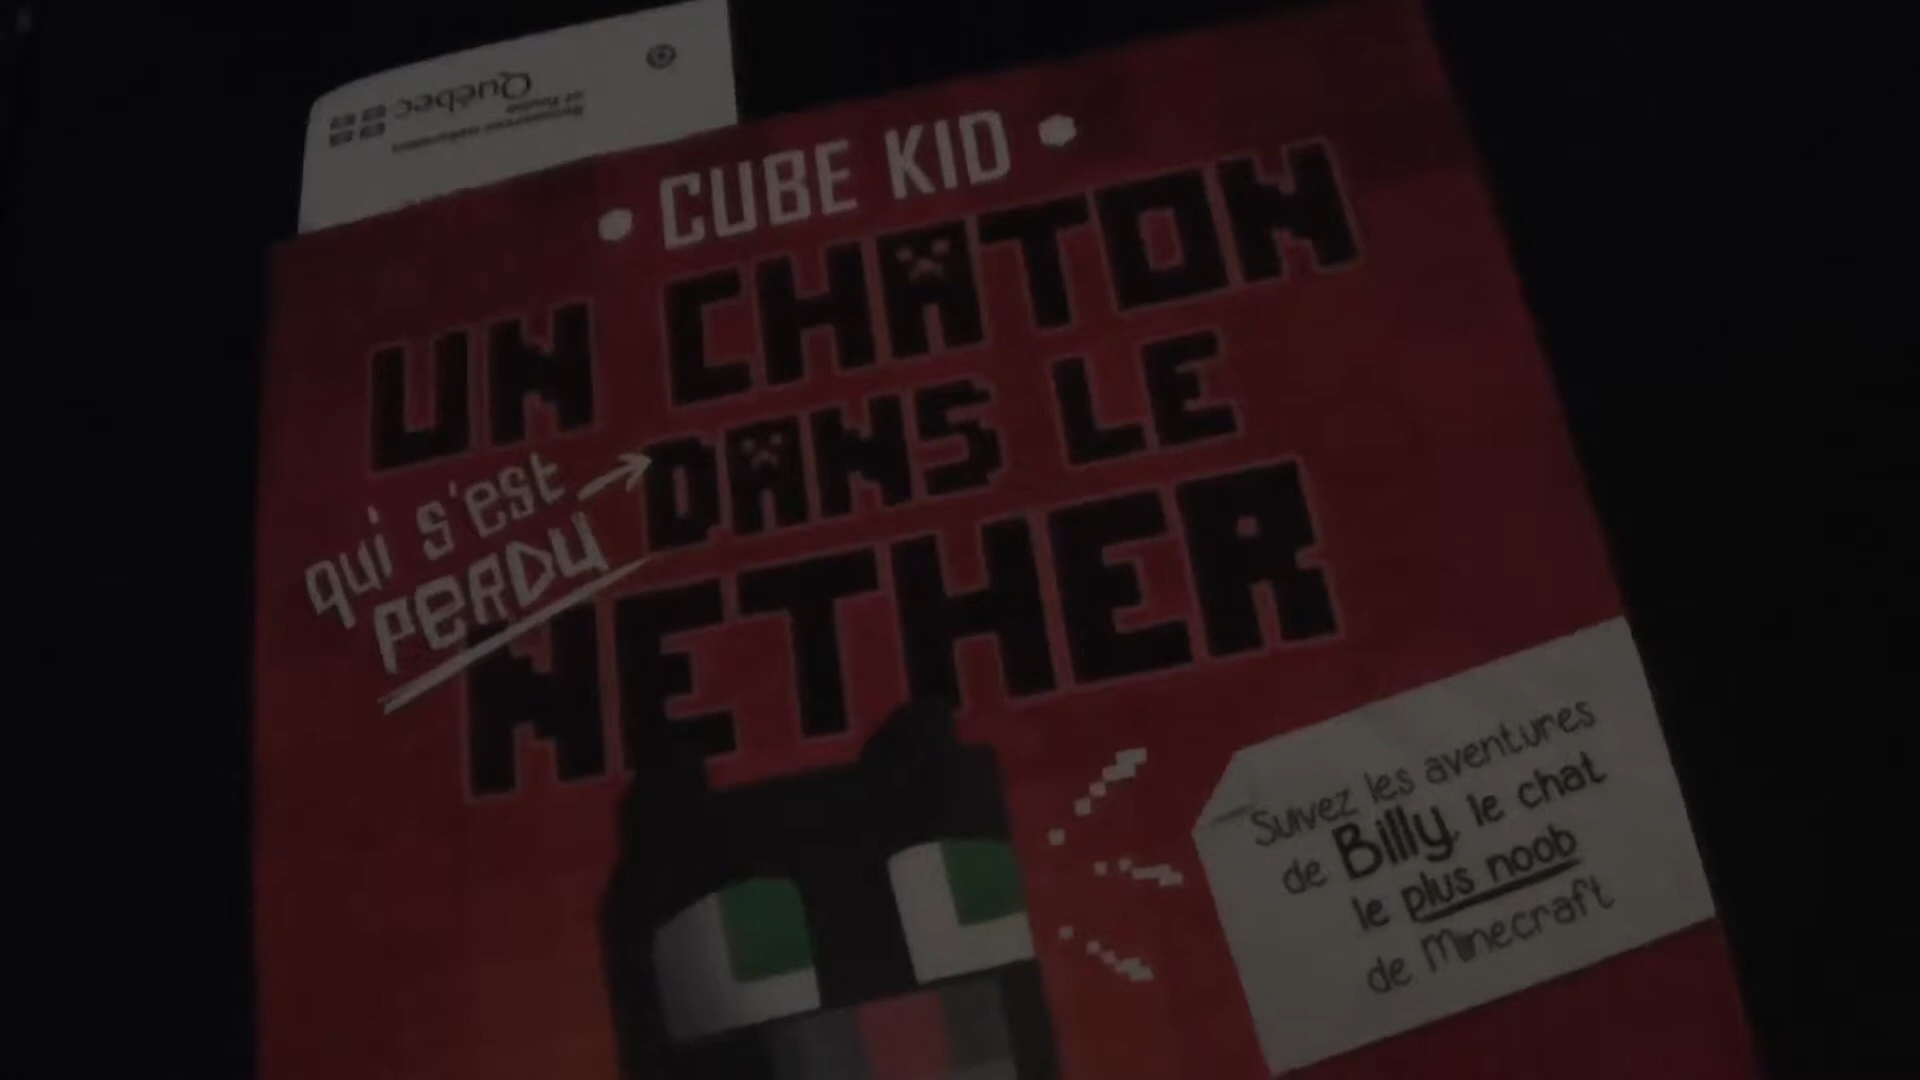 Québec
CUBE KID
UN CHATON
qui s'est
PERDU
DANS LE
NETHER
Suivez les aventures
de Billy, le chat
le plus noob
de Minecraft